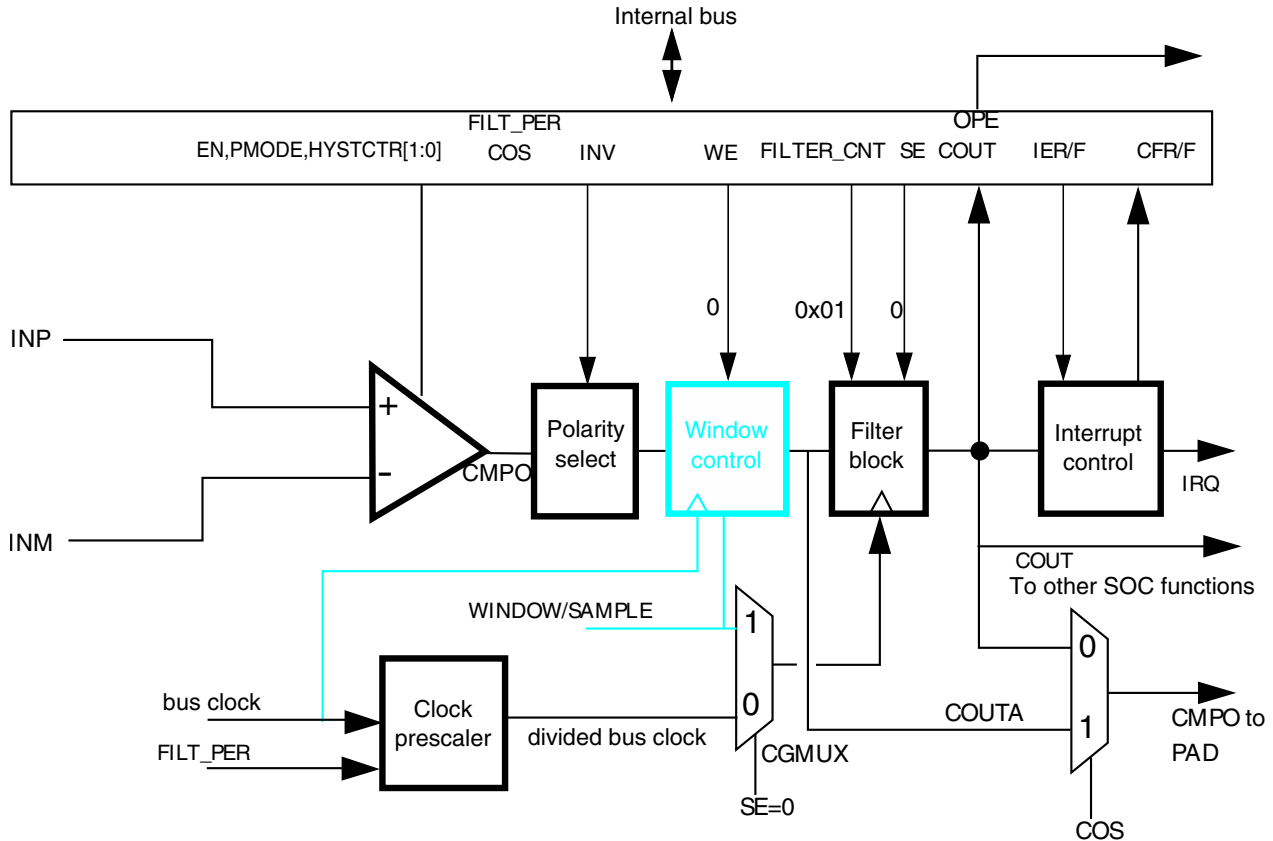 Internal bus
OPE
FILT_PER
EN,PMODE,HYSTCTR[1:0]
COS
INV
WE
FILTER_CNT
SE
COUT
IER/F
CFR/F
0
0x01
0
INP
INM
+
-
CMPO
Polarity
select
Window
control
Filter
block
Interrupt
control
IRQ
COUT
To other SOC functions
WINDOW/SAMPLE
1
0
CGMUX
SE=0
bus clock
FILT_PER
Clock
prescaler
divided bus clock
COUTA
0
1
CMPO to
PAD
COS